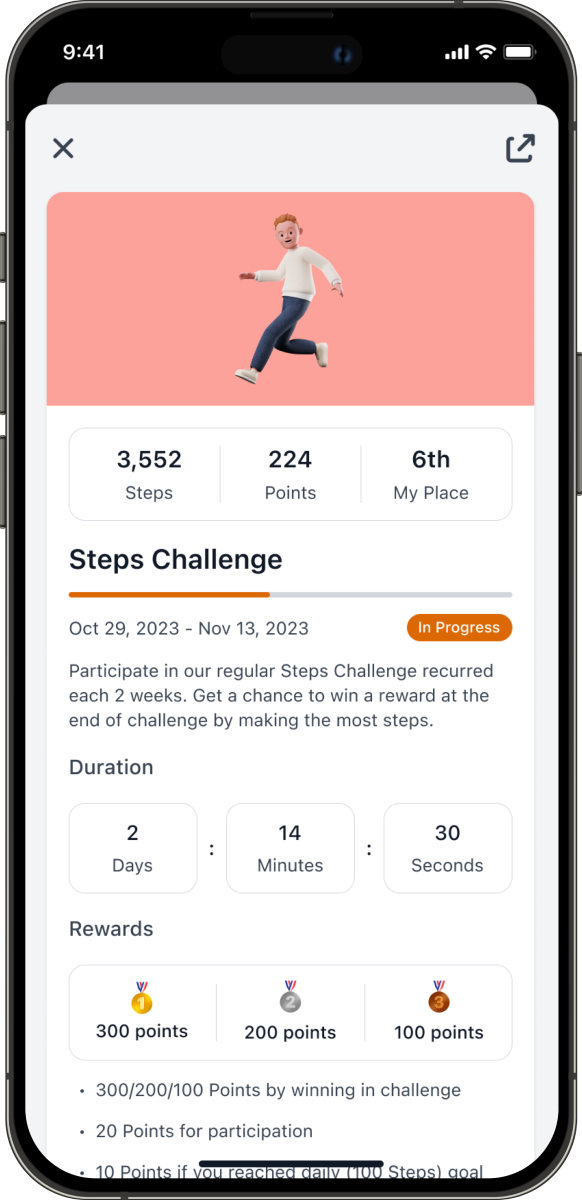 9:41
3,552
Steps
224
Points
6th
My Place
Steps Challenge
Oct 29, 2023 - Nov 13, 2023
In Progress
Participate in our regular Steps Challenge recurred
each 2 weeks. Get a chance to win a reward at the
end of challenge by making the most steps.
Duration
2
Days
:
14
Minutes
:
30
Seconds
Rewards
1
300 points
2
200 points
3
100 points
• 300/200/100 Points by winning in challenge
• 20 Points for participation
• 10 Points if you reached daily (100 Steps) goal